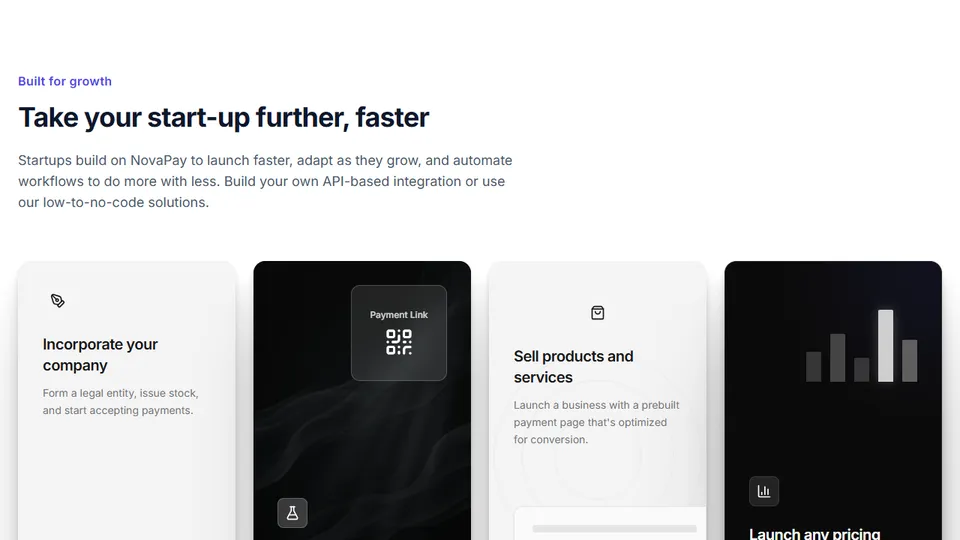 Built for growth
Take your start-up further, faster
Startups build on NovaPay to launch faster, adapt as they grow, and automate
workflows to do more with less. Build your own API-based integration or use
our low-to-no-code solutions.
Incorporate your
company
Form a legal entity, issue stock,
and start accepting payments.
Payment Link
Sell products and
services
Launch a business with a prebuilt
payment page that's optimized
for conversion.
Launch any pricing